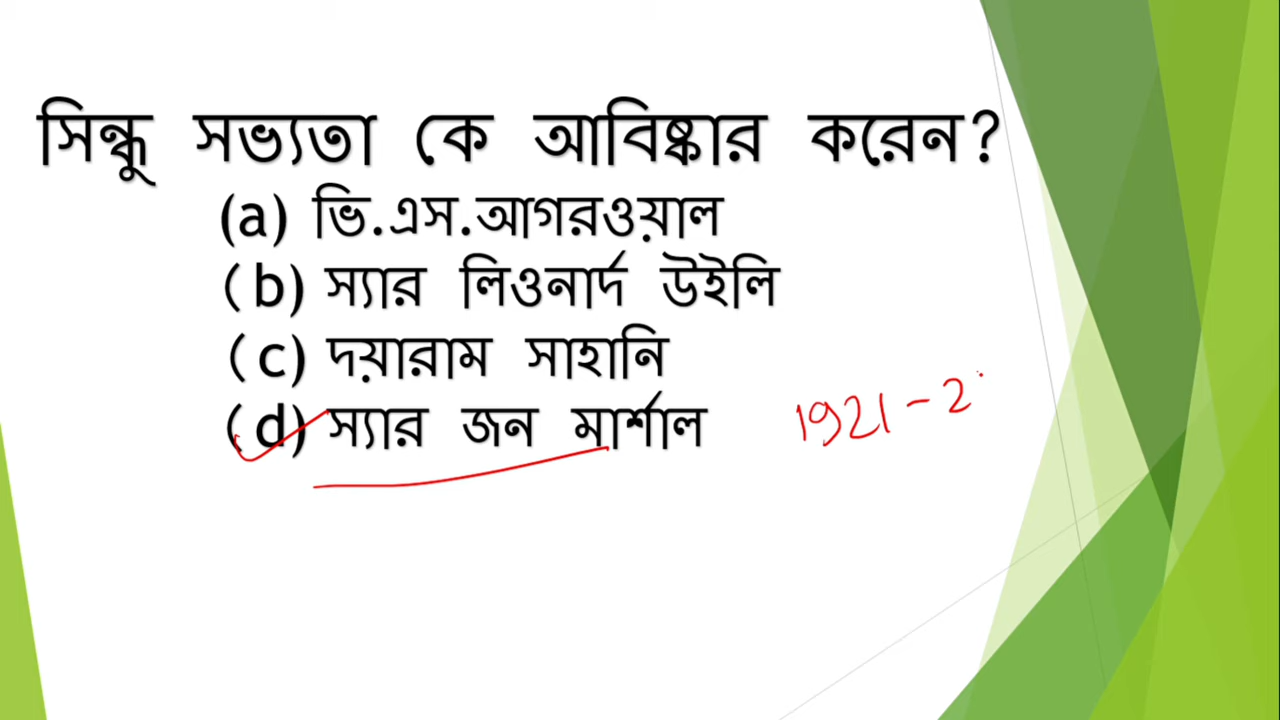 সিন্ধু সভ্যতা কে আবিষ্কার করেন?
(a) ভি.এস.আগরওয়াল
(b) স্যার লিওনার্দ উইলি
(c) দয়ারাম সাহানি
(d) স্যার জন মার্শাল 1921-2